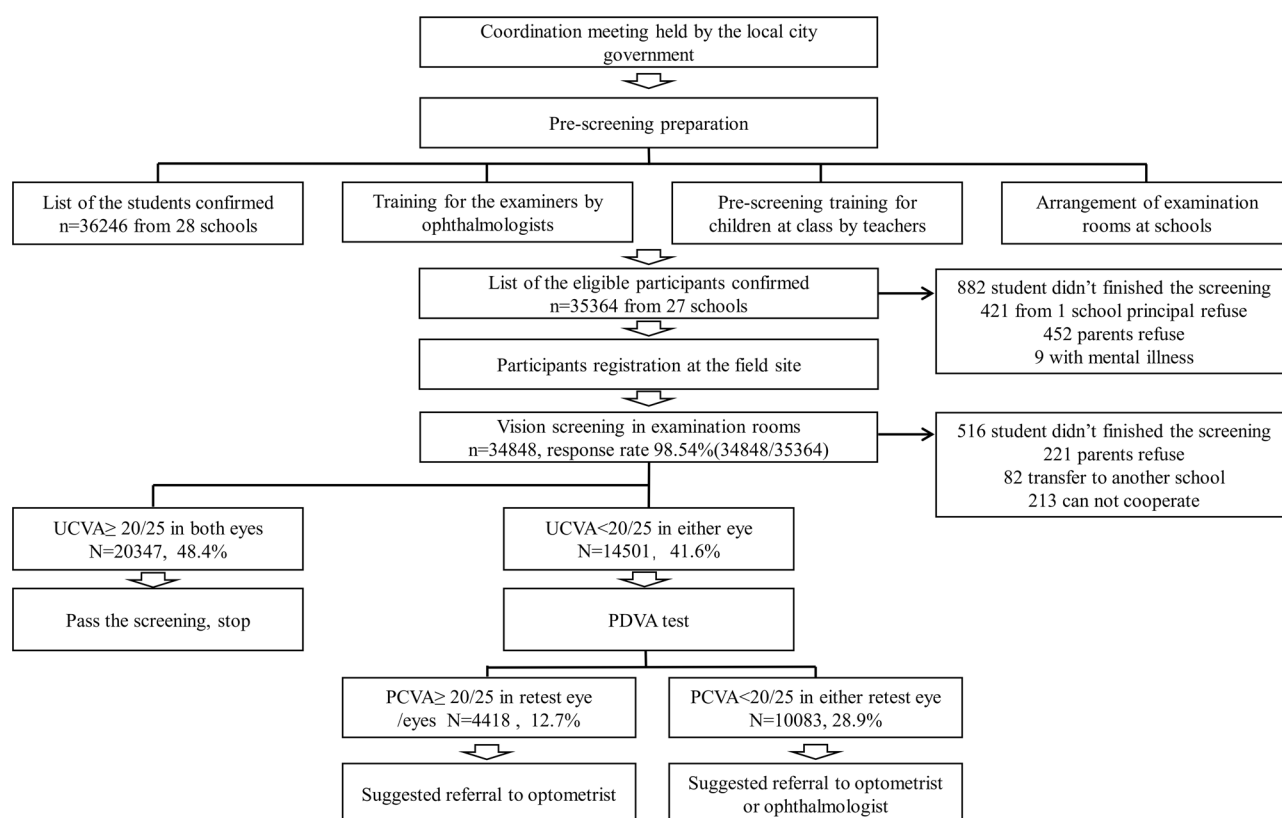 Coordination meeting held by the local city
government
Pre-screening preparation
List of the students confirmed
n=36246 from 28 schools
Training for the examiners by
ophthalmologists
Pre-screening training for
children at class by teachers
Arrangement of examination
rooms at schools
List of the eligible participants confirmed
n=35364 from 27 schools
882 student didn’t finished the screening
421 from 1 school principal refuse
452 parents refuse
9 with mental illness
Participants registration at the field site
Vision screening in examination rooms
n=34848, response rate 98.54%(34848/35364)
516 student didn’t finished the screening
221 parents refuse
82 transfer to another school
213 can not cooperate
UCVA≥ 20/25 in both eyes
N=20347, 48.4%
UCVA<20/25 in either eye
N=14501, 41.6%
Pass the screening, stop
PDVA test
PCVA≥ 20/25 in retest eye
/eyes N=4418 , 12.7%
PCVA<20/25 in either retest eye
N=10083, 28.9%
Suggested referral to optometrist
Suggested referral to optometrist
or ophthalmologist